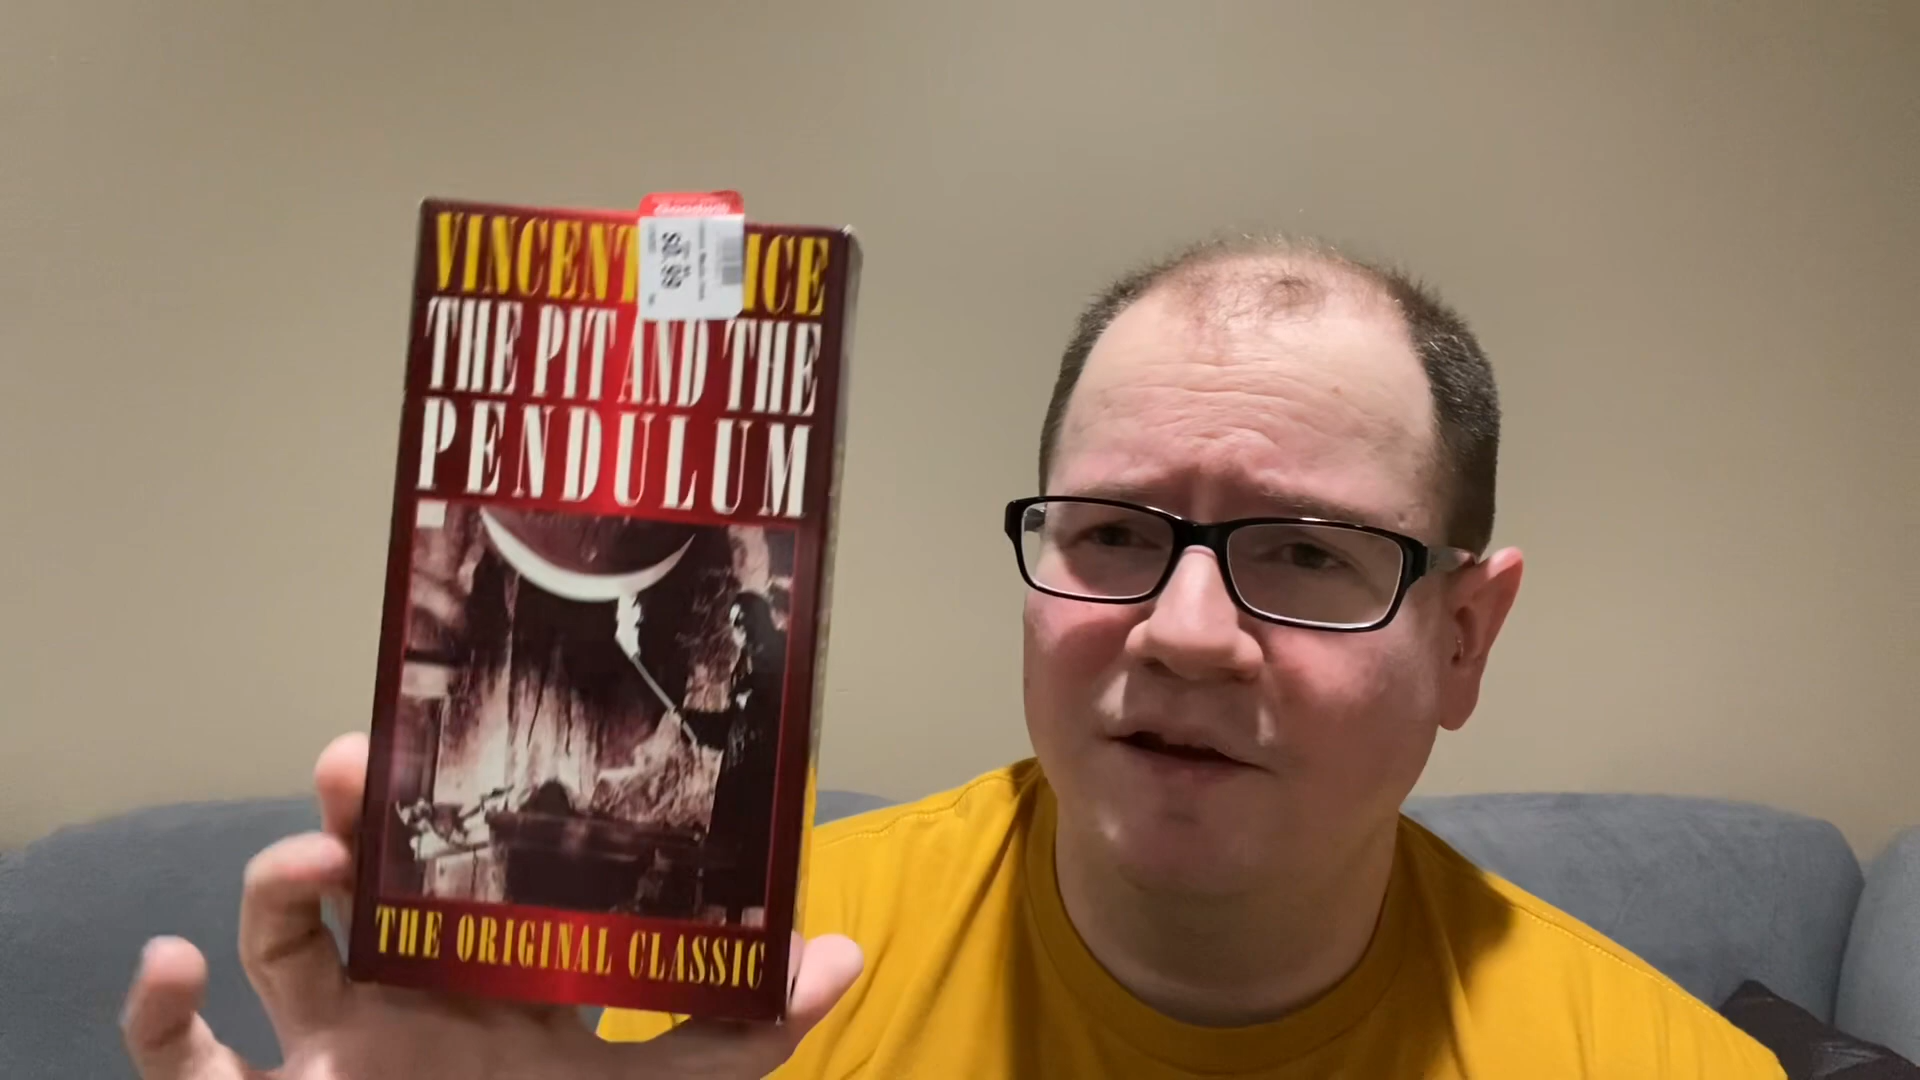 VINCENT ICE
THE PIT AND THE
PENDULUM
THE ORIGINAL CLASSIC